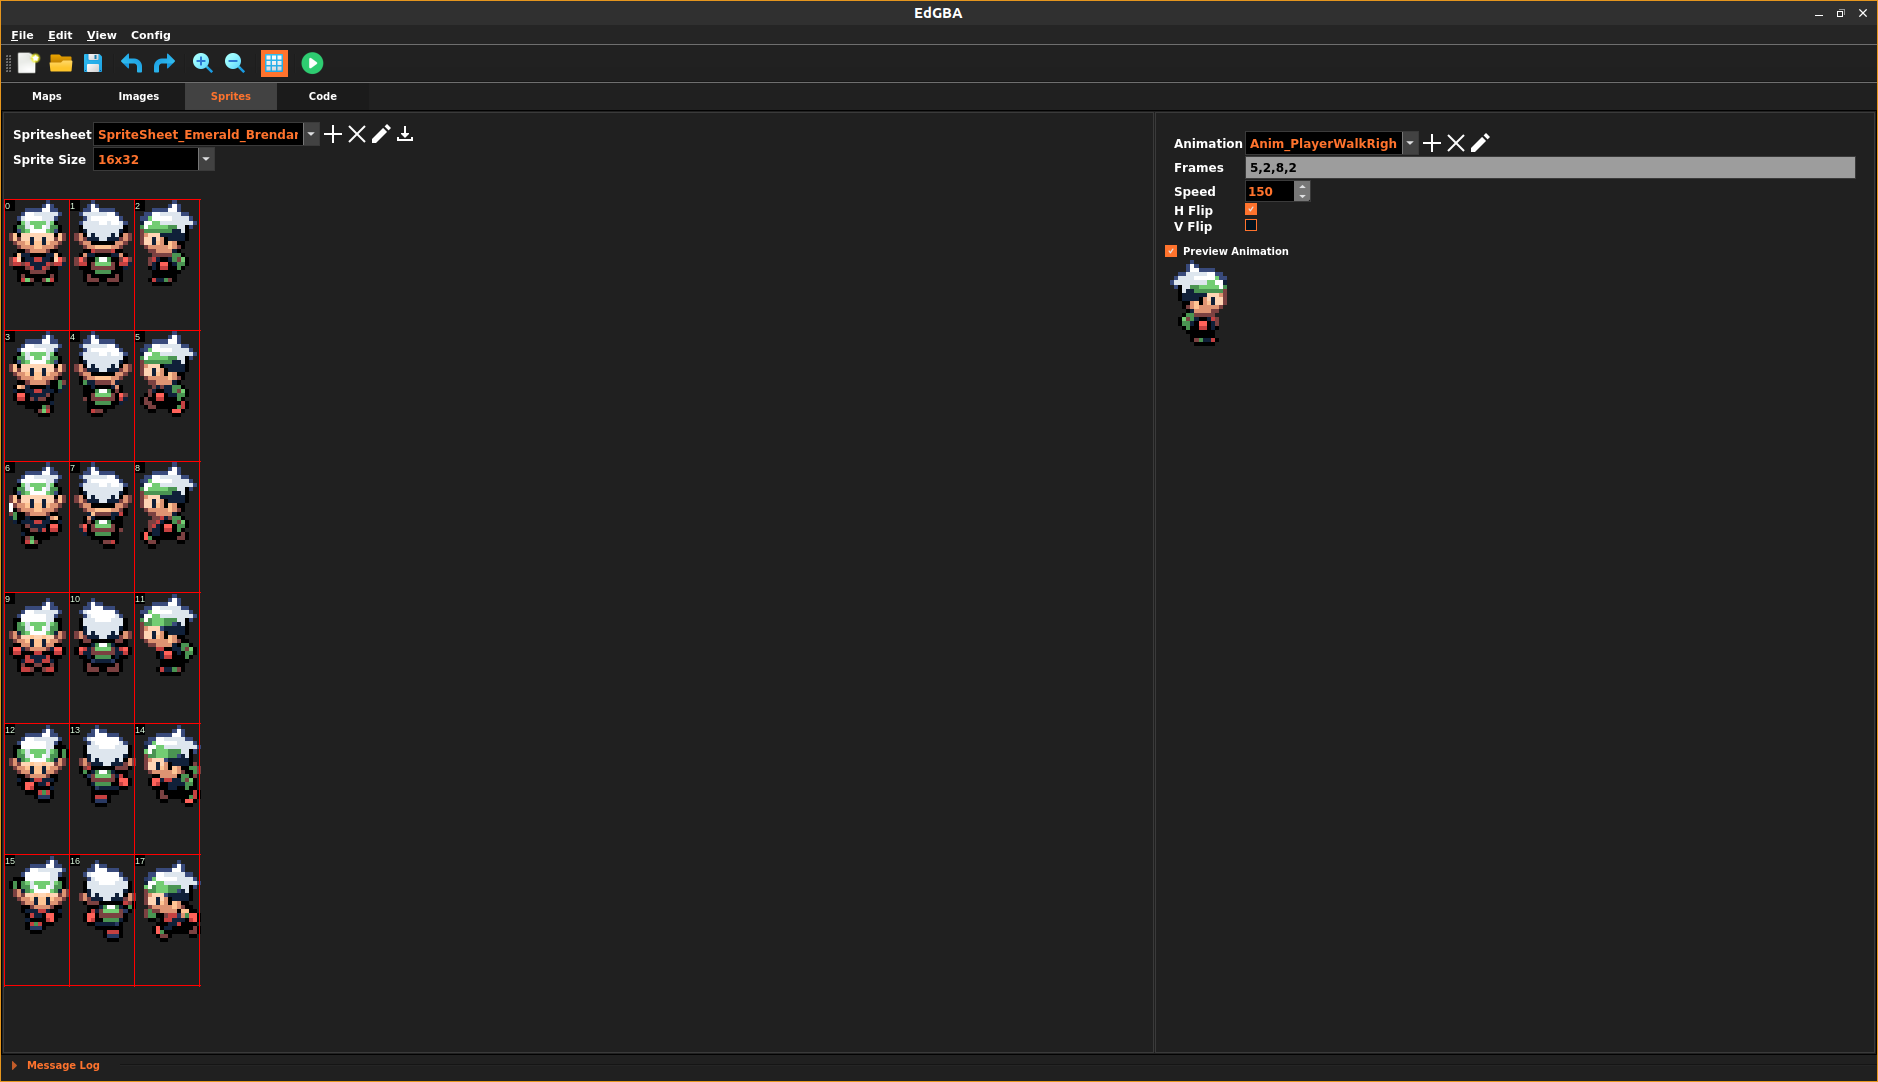 EdGBA
File Edit View Config
Maps Images Sprites Code
Spritesheet SpriteSheet_Emerald_Brendan
Sprite Size 16x32
0 1 2
3 4 5
6 7 8
9 10 11
12 13 14
15 16 17
Animation Anim_PlayerWalkRigh
Frames 5,2,8,2
Speed 150
H Flip
V Flip
Preview Animation
Message Log